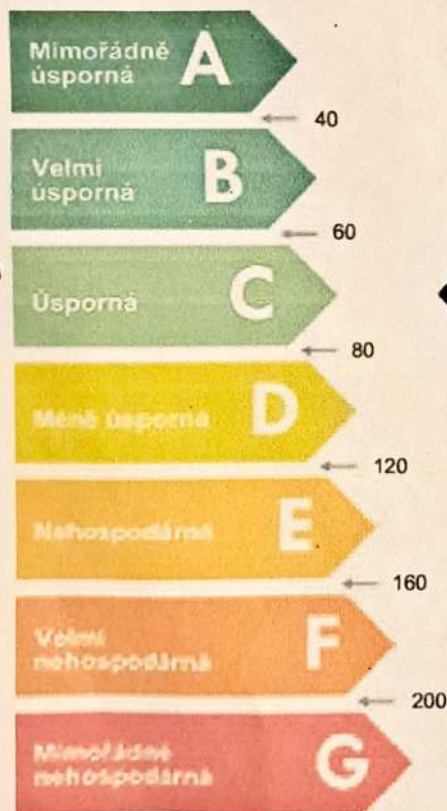 Mimořádně
úsporná
A
40
Velmi
úsporná
B
60
Úsporná
C
80
Méně úsporná
D
120
Nehospodárná
E
160
Velmi
nehospodárná
F
200
Mimořádně
nehospodárná
G